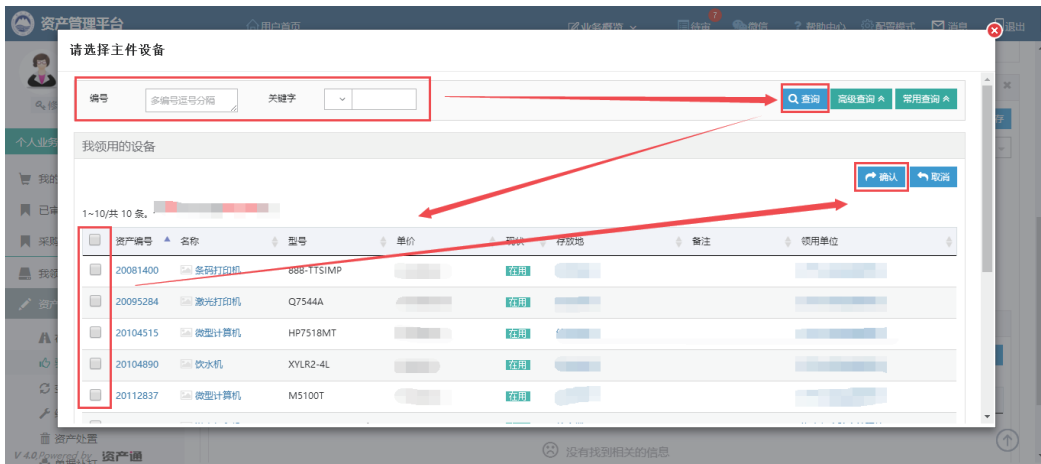 资产管理平台 用户首页 业务概览 待审 7 微信 ? 帮助中心 配置模式 消息 退出
请选择主件设备
编号 多编号逗号分隔 关键字 查询 高级查询 常用查询
个人业务
我领用的设备
确认 取消
1~10/共 10 条。
资产编号 名称 型号 单价 现状 存放地 备注 领用单位
20081400 条码打印机 888-TTSIMP 在用
20095284 激光打印机 Q7544A 在用
20104515 微型计算机 HP7518MT 在用
20104890 饮水机 XYLR2-4L 在用
20112837 微型计算机 M5100T 在用
资产处置
没有找到相关的信息
V 4.0 Powered by 资产通